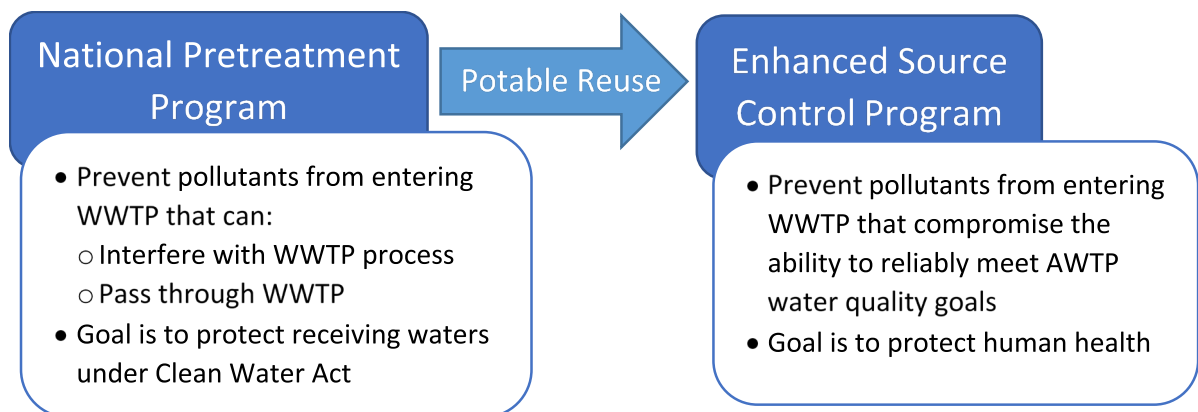 National Pretreatment
Program
• Prevent pollutants from entering
WWTP that can:
○ Interfere with WWTP process
○ Pass through WWTP
• Goal is to protect receiving waters
under Clean Water Act
Potable Reuse
Enhanced Source
Control Program
• Prevent pollutants from entering
WWTP that compromise the
ability to reliably meet AWTP
water quality goals
• Goal is to protect human health